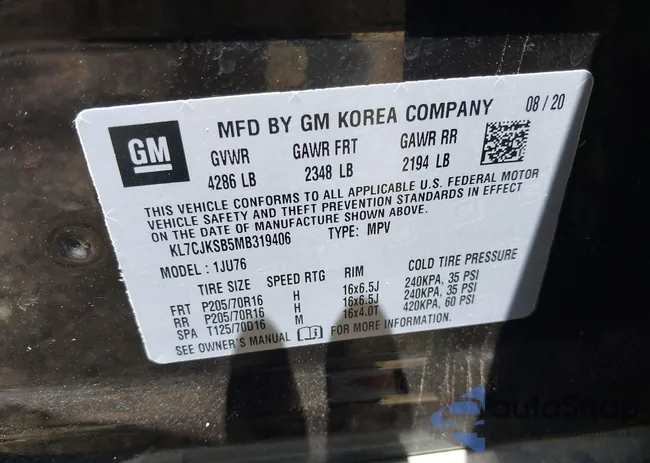 MFD BY GM KOREA COMPANY 08 / 20
GM
GVWR GAWR FRT GAWR RR
4286 LB 2348 LB 2194 LB
THIS VEHICLE CONFORMS TO ALL APPLICABLE U.S. FEDERAL MOTOR
VEHICLE SAFETY AND THEFT PREVENTION STANDARDS IN EFFECT
ON THE DATE OF MANUFACTURE SHOWN ABOVE.
KL7CJKSB5MB319406 TYPE: MPV
MODEL : 1JU76
TIRE SIZE SPEED RTG RIM COLD TIRE PRESSURE
FRT P205/70R16 H 16x6.5J 240KPA, 35 PSI
RR P205/70R16 H 16x6.5J 240KPA, 35 PSI
SPA T125/70D16 M 16x4.0T 420KPA, 60 PSI
SEE OWNER'S MANUAL FOR MORE INFORMATION.
AutoSnap